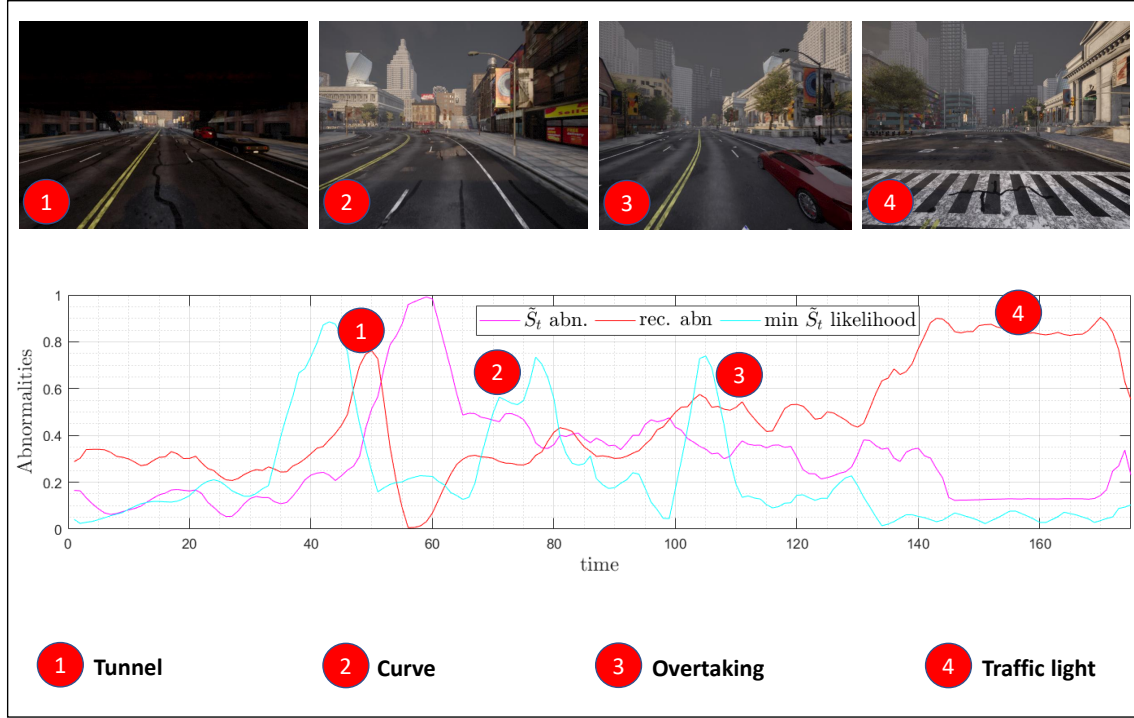 1
2
3
4
1
0.8
0.6
0.4
0.2
0
Abnormalities
S̃t abn. rec. abn min S̃t likelihood
1
2
3
4
0 20 40 60 80 100 120 140 160
time
1 Tunnel
2 Curve
3 Overtaking
4 Traffic light